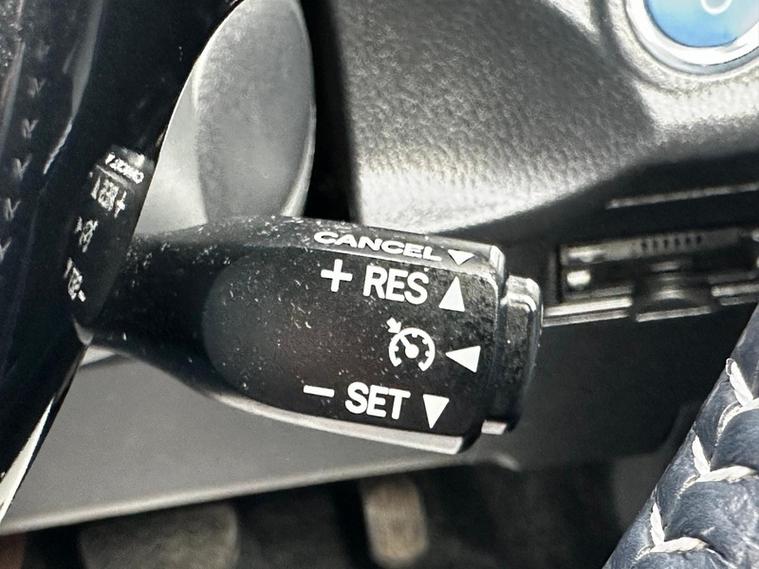 CANCEL ▼
+ RES ▲
◀
− SET ▼